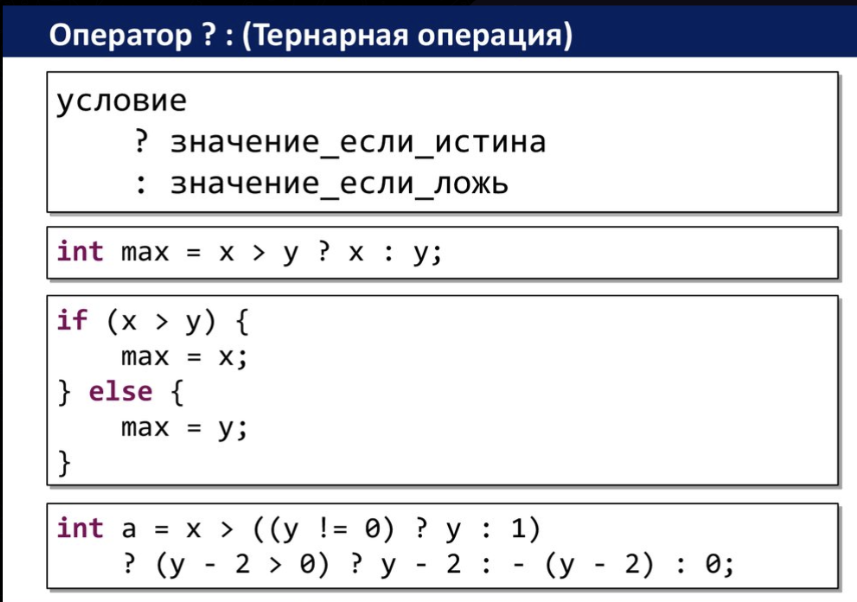 Оператор ? : (Тернарная операция)
условие
? значение_если_истина
: значение_если_ложь
int max = x > y ? x : y;
if (x > y) {
max = x;
} else {
max = y;
}
int a = x > ((y != 0) ? y : 1)
? (y - 2 > 0) ? y - 2 : - (y - 2) : 0;